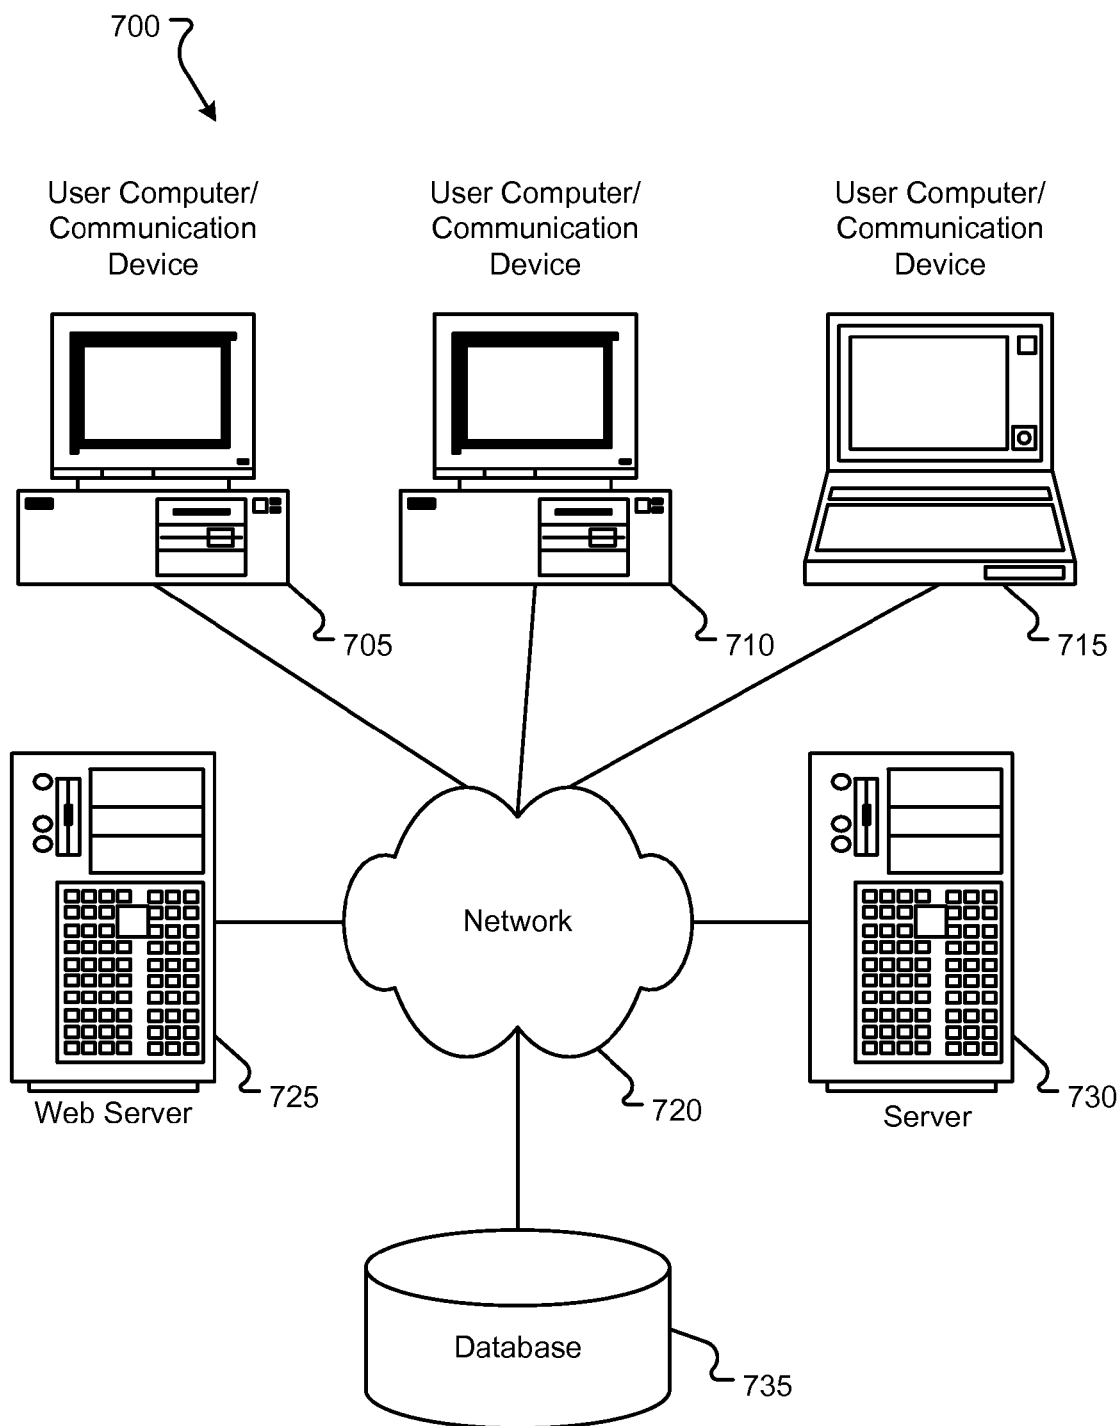 700
User Computer/
Communication
Device
User Computer/
Communication
Device
User Computer/
Communication
Device
705
710
715
Network
725
720
730
Web Server
Server
Database
735